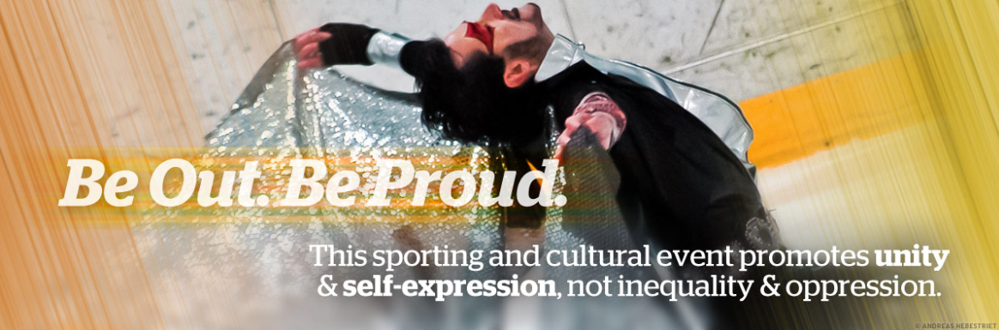 Be Out. Be Proud.
This sporting and cultural event promotes unity
& self-expression, not inequality & oppression.
© ANDREAS HEBESTRIET